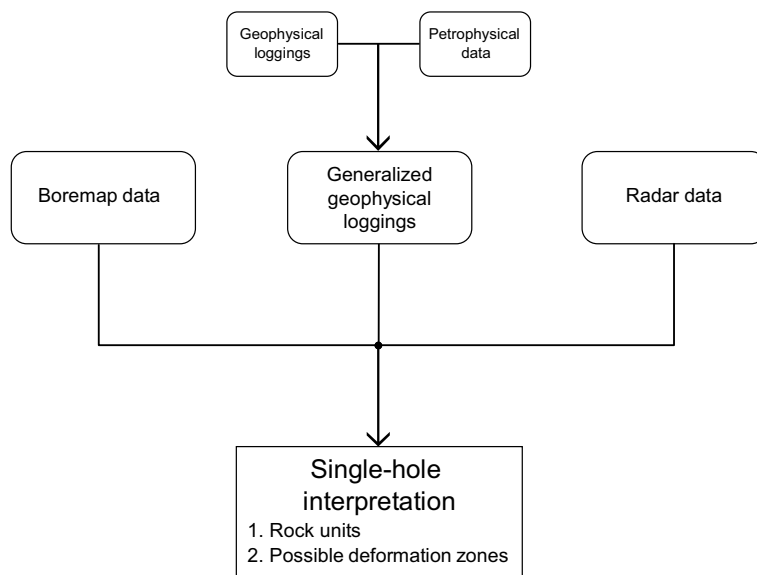 Geophysical
loggings
Petrophysical
data
Boremap data
Generalized
geophysical
loggings
Radar data
Single-hole
interpretation
1. Rock units
2. Possible deformation zones